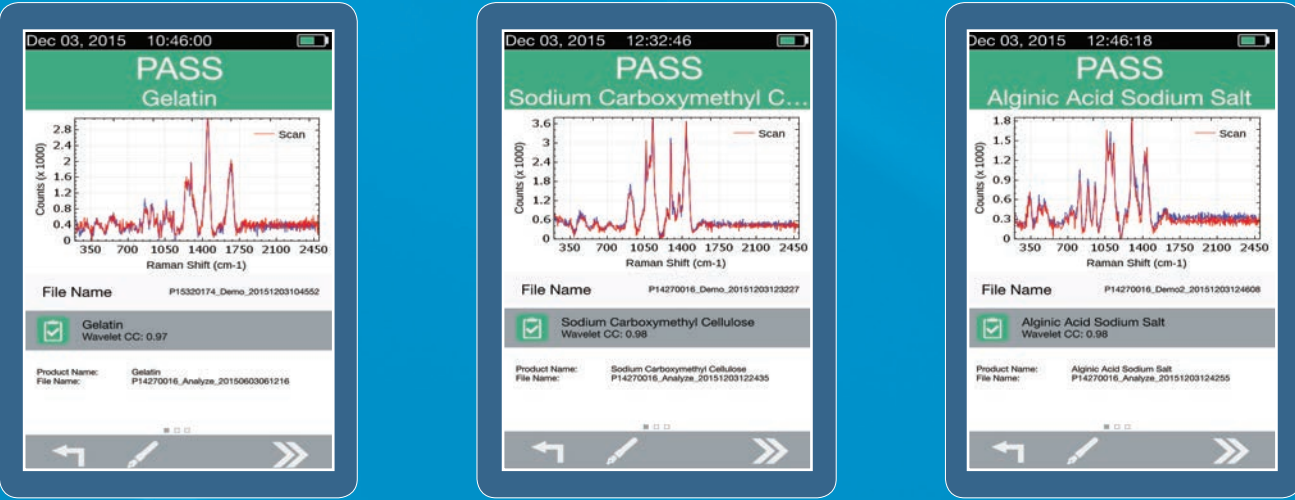 Dec 03, 2015 10:46:00
PASS
Gelatin
Counts (x 1000)
2.8
2.4
2
1.6
1.2
0.8
0.4
0
Scan
350 700 1050 1400 1750 2100 2450
Raman Shift (cm-1)
File Name P15320174_Demo_20151203104552
Gelatin
Wavelet CC: 0.97
Product Name: Gelatin
File Name: P14270016_Analyze_20150603061216
Dec 03, 2015 12:32:46
PASS
Sodium Carboxymethyl C...
Counts (x 1000)
3.6
3
2.4
1.8
1.2
0.6
0
Scan
350 700 1050 1400 1750 2100 2450
Raman Shift (cm-1)
File Name P14270016_Demo_20151203123227
Sodium Carboxymethyl Cellulose
Wavelet CC: 0.98
Product Name: Sodium Carboxymethyl Cellulose
File Name: P14270016_Analyze_20151203122435
Dec 03, 2015 12:46:18
PASS
Alginic Acid Sodium Salt
Counts (x 1000)
1.8
1.5
1.2
0.9
0.6
0.3
0
Scan
350 700 1050 1400 1750 2100 2450
Raman Shift (cm-1)
File Name P14270016_Demo2_20151203124608
Alginic Acid Sodium Salt
Wavelet CC: 0.98
Product Name: Alginic Acid Sodium Salt
File Name: P14270016_Analyze_20151203124255